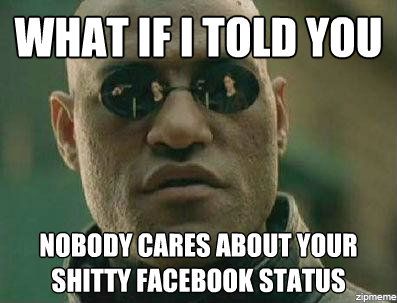 WHAT IF I TOLD YOU
NOBODY CARES ABOUT YOUR
SHITTY FACEBOOK STATUS
zipmeme